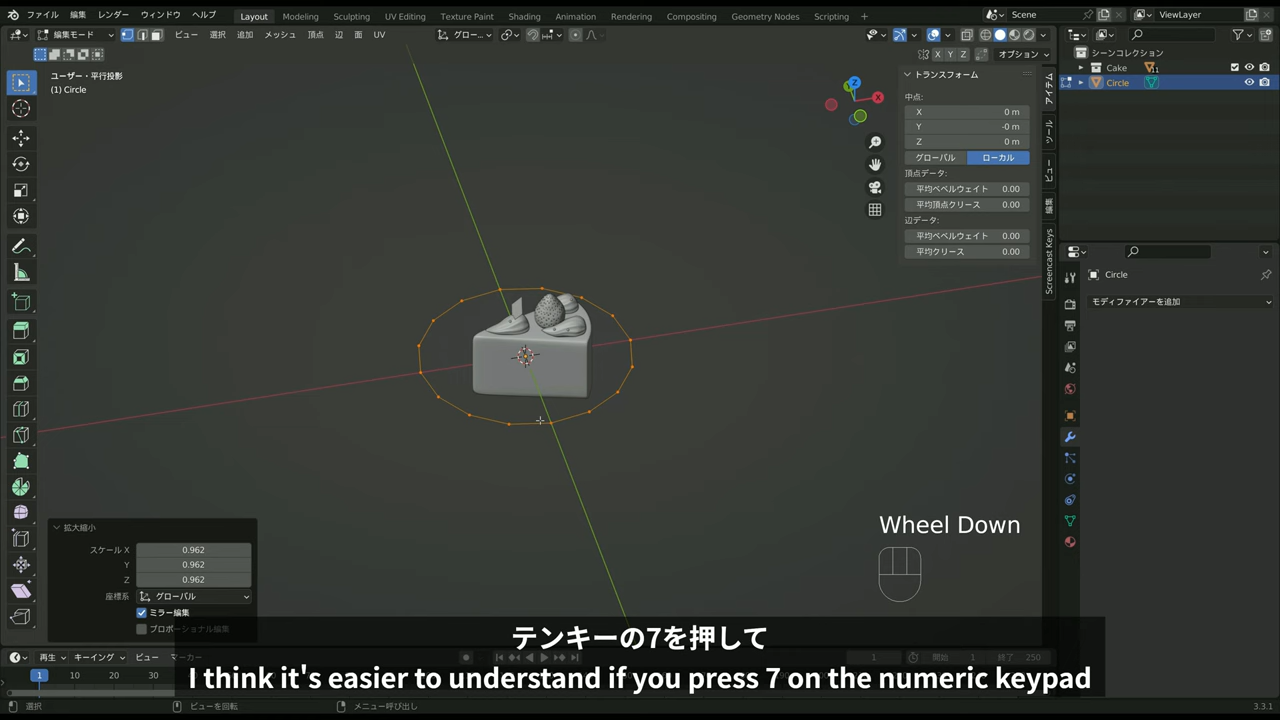 ファイル 編集 レンダー ウィンドウ ヘルプ Layout Modeling Sculpting UV Editing Texture Paint Shading Animation Rendering Compositing Geometry Nodes Scripting + Scene ViewLayer
編集モード ビュー 選択 追加 メッシュ 頂点 辺 面 UV グロー...
X Y Z オプション
ユーザー・平行投影
(1) Circle
トランスフォーム
中点:
X 0 m
Y -0 m
Z 0 m
グローバル ローカル
頂点データ:
平均ベベルウェイト 0.00
平均頂点クリース 0.00
辺データ:
平均ベベルウェイト 0.00
平均クリース 0.00
Z
X
アイテム
ツール
ビュー
編集
Screencast Keys
シーンコレクション
Cake 11
Circle
Circle
モディファイアーを追加
拡大縮小
スケール X 0.962
Y 0.962
Z 0.962
座標系 グローバル
ミラー編集
プロポーショナル編集
Wheel Down
テンキーの7を押して
I think it's easier to understand if you press 7 on the numeric keypad
再生 キーイング ビュー マーカー 1 開始 1 終了 250
1 10 20 30
選択 ビューを回転 メニュー呼び出し 3.3.1